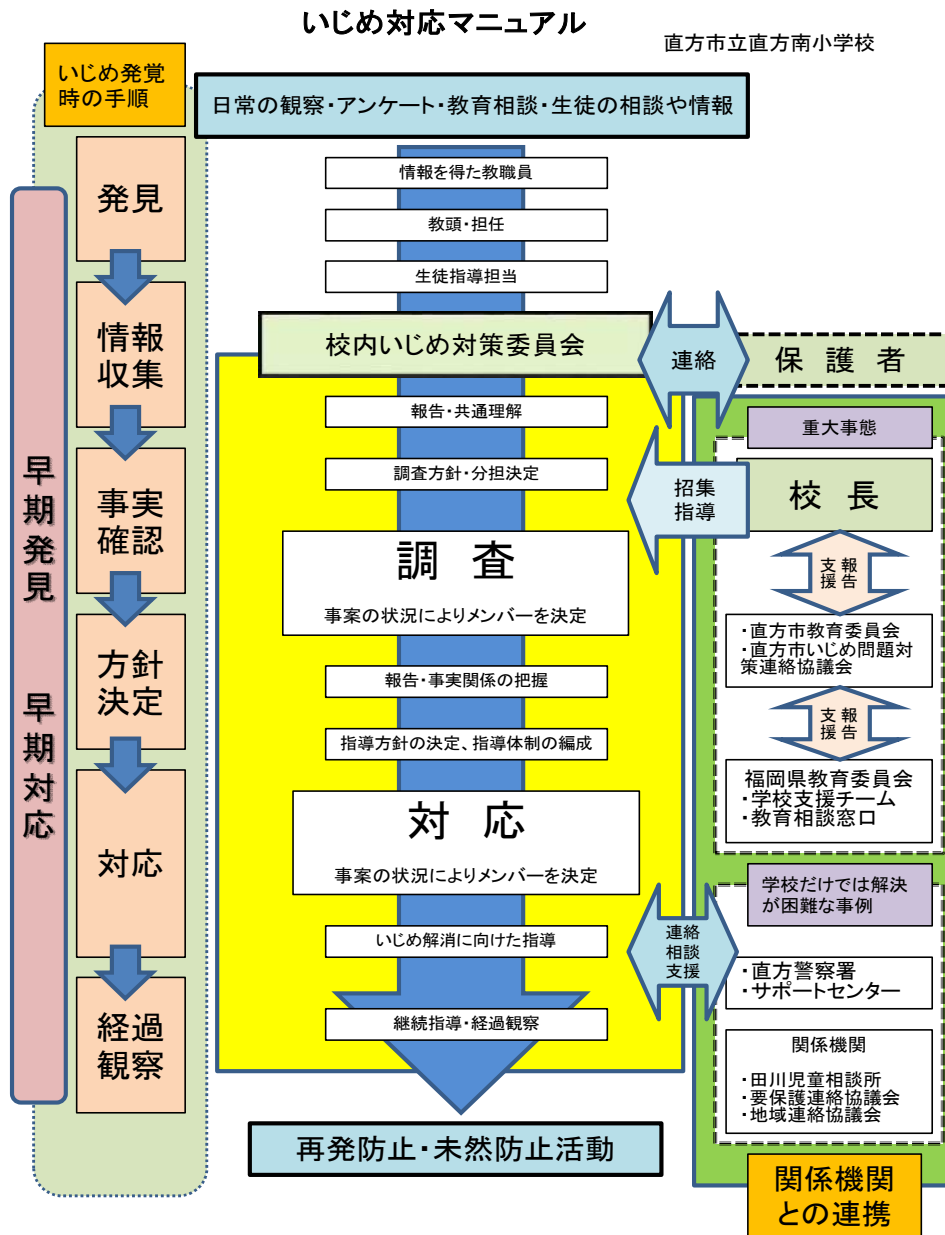 いじめ対応マニュアル
直方市立直方南小学校
いじめ発覚
時の手順
日常の観察・アンケート・教育相談・生徒の相談や情報
早期発見 早期対応
発見
情報
収集
事実
確認
方針
決定
対応
経過
観察
情報を得た教職員
教頭・担任
生徒指導担当
校内いじめ対策委員会
報告・共通理解
調査方針・分担決定
調 査
事案の状況によりメンバーを決定
報告・事実関係の把握
指導方針の決定、指導体制の編成
対 応
事案の状況によりメンバーを決定
いじめ解消に向けた指導
継続指導・経過観察
再発防止・未然防止活動
連絡
保 護 者
重大事態
招集
指導
校 長
支援
報告
・直方市教育委員会
・直方市いじめ問題対
策連絡協議会
支援
報告
福岡県教育委員会
・学校支援チーム
・教育相談窓口
学校だけでは解決
が困難な事例
連絡
相談
支援
・直方警察署
・サポートセンター
関係機関
・田川児童相談所
・要保護連絡協議会
・地域連絡協議会
関係機関
との連携